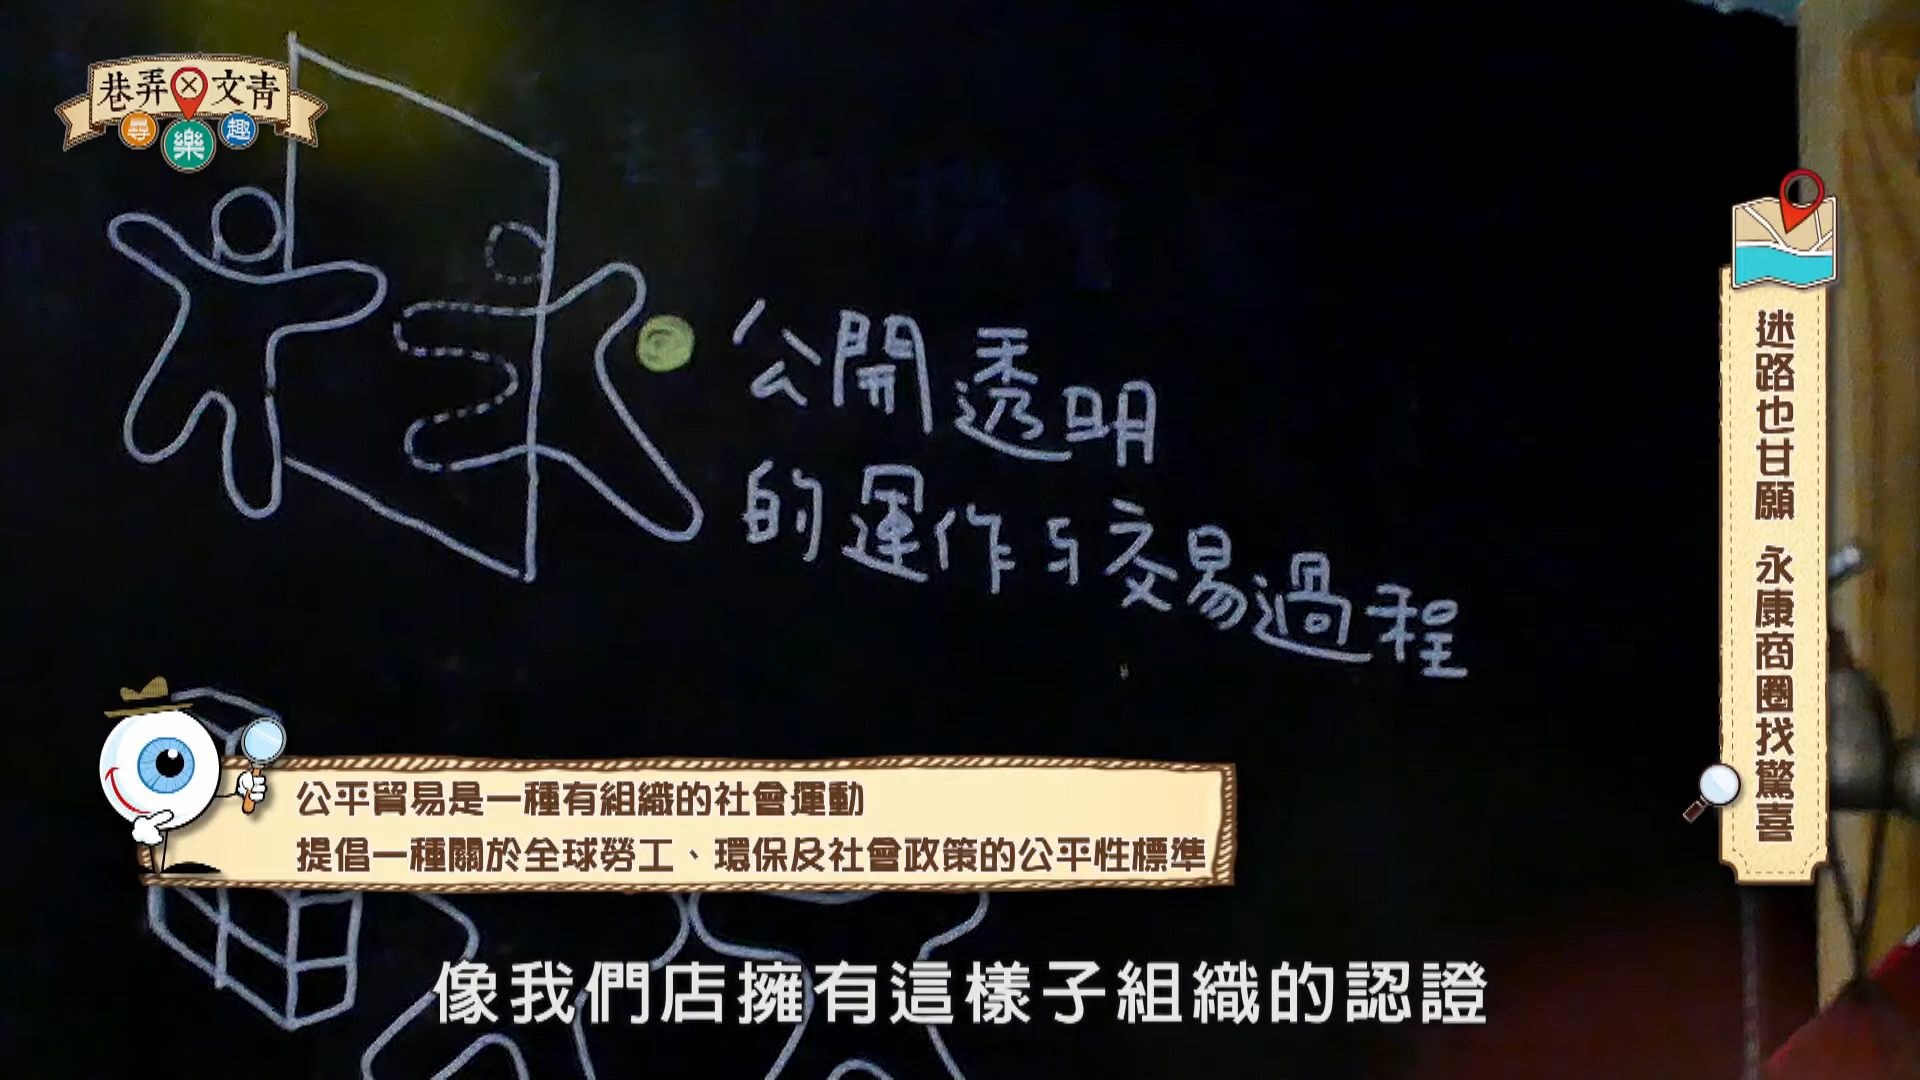 巷弄文青
尋樂趣
公開透明
的運作与交易過程
迷路也甘願 永康商圈找驚喜
公平貿易是一種有組織的社會運動
提倡一種關於全球勞工、環保及社會政策的公平性標準
像我們店擁有這樣子組織的認證